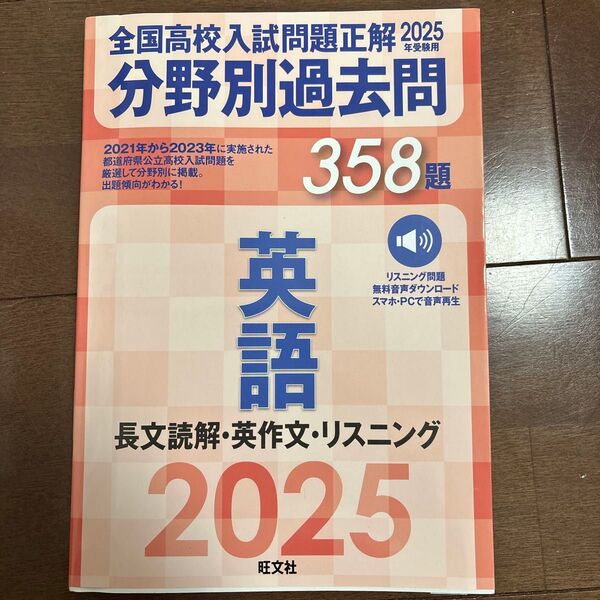 全国高校入試問題正解 2025
年受験用
分野別過去問
2021年から2023年に実施された
都道府県公立高校入試問題を
厳選して分野別に掲載。
出題傾向がわかる!
358題
リスニング問題
無料音声ダウンロード
スマホ・PCで音声再生
英語
長文読解・英作文・リスニング
2025
旺文社